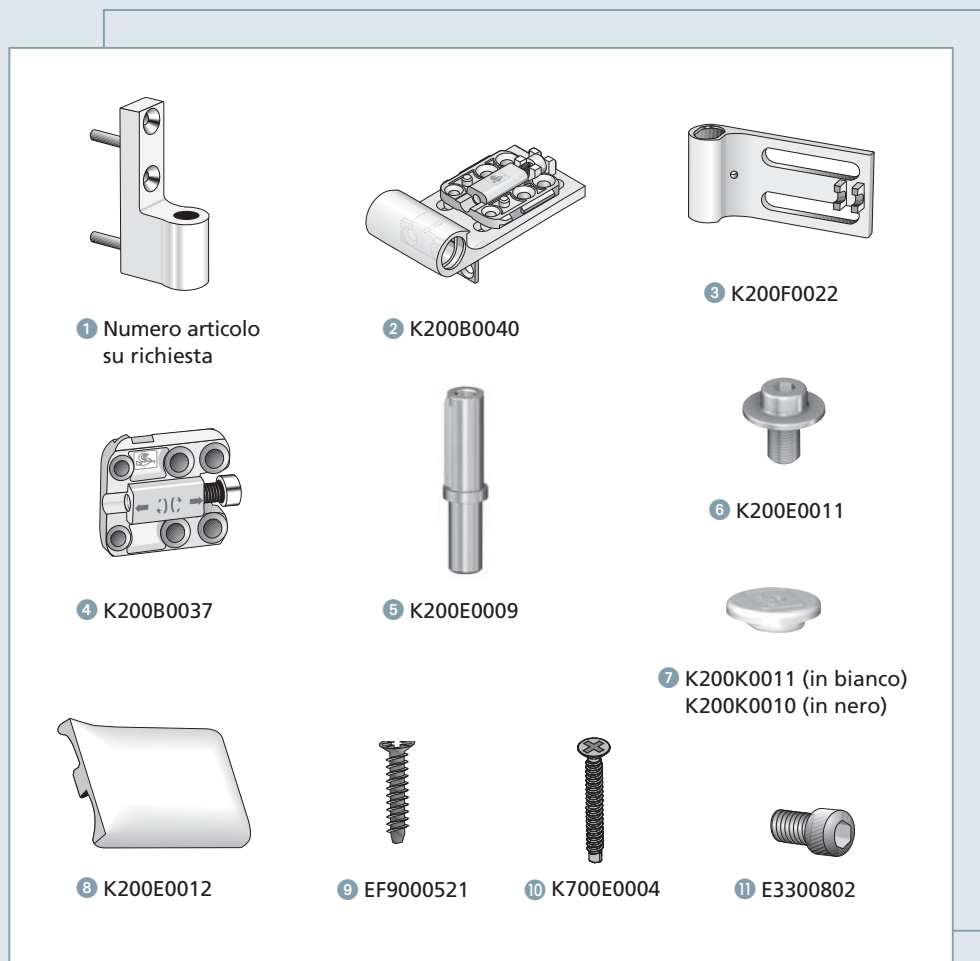 1 Numero articolo
su richiesta
2 K200B0040
3 K200F0022
4 K200B0037
5 K200E0009
6 K200E0011
7 K200K0011 (in bianco)
K200K0010 (in nero)
8 K200E0012
9 EF9000521
10 K700E0004
11 E3300802